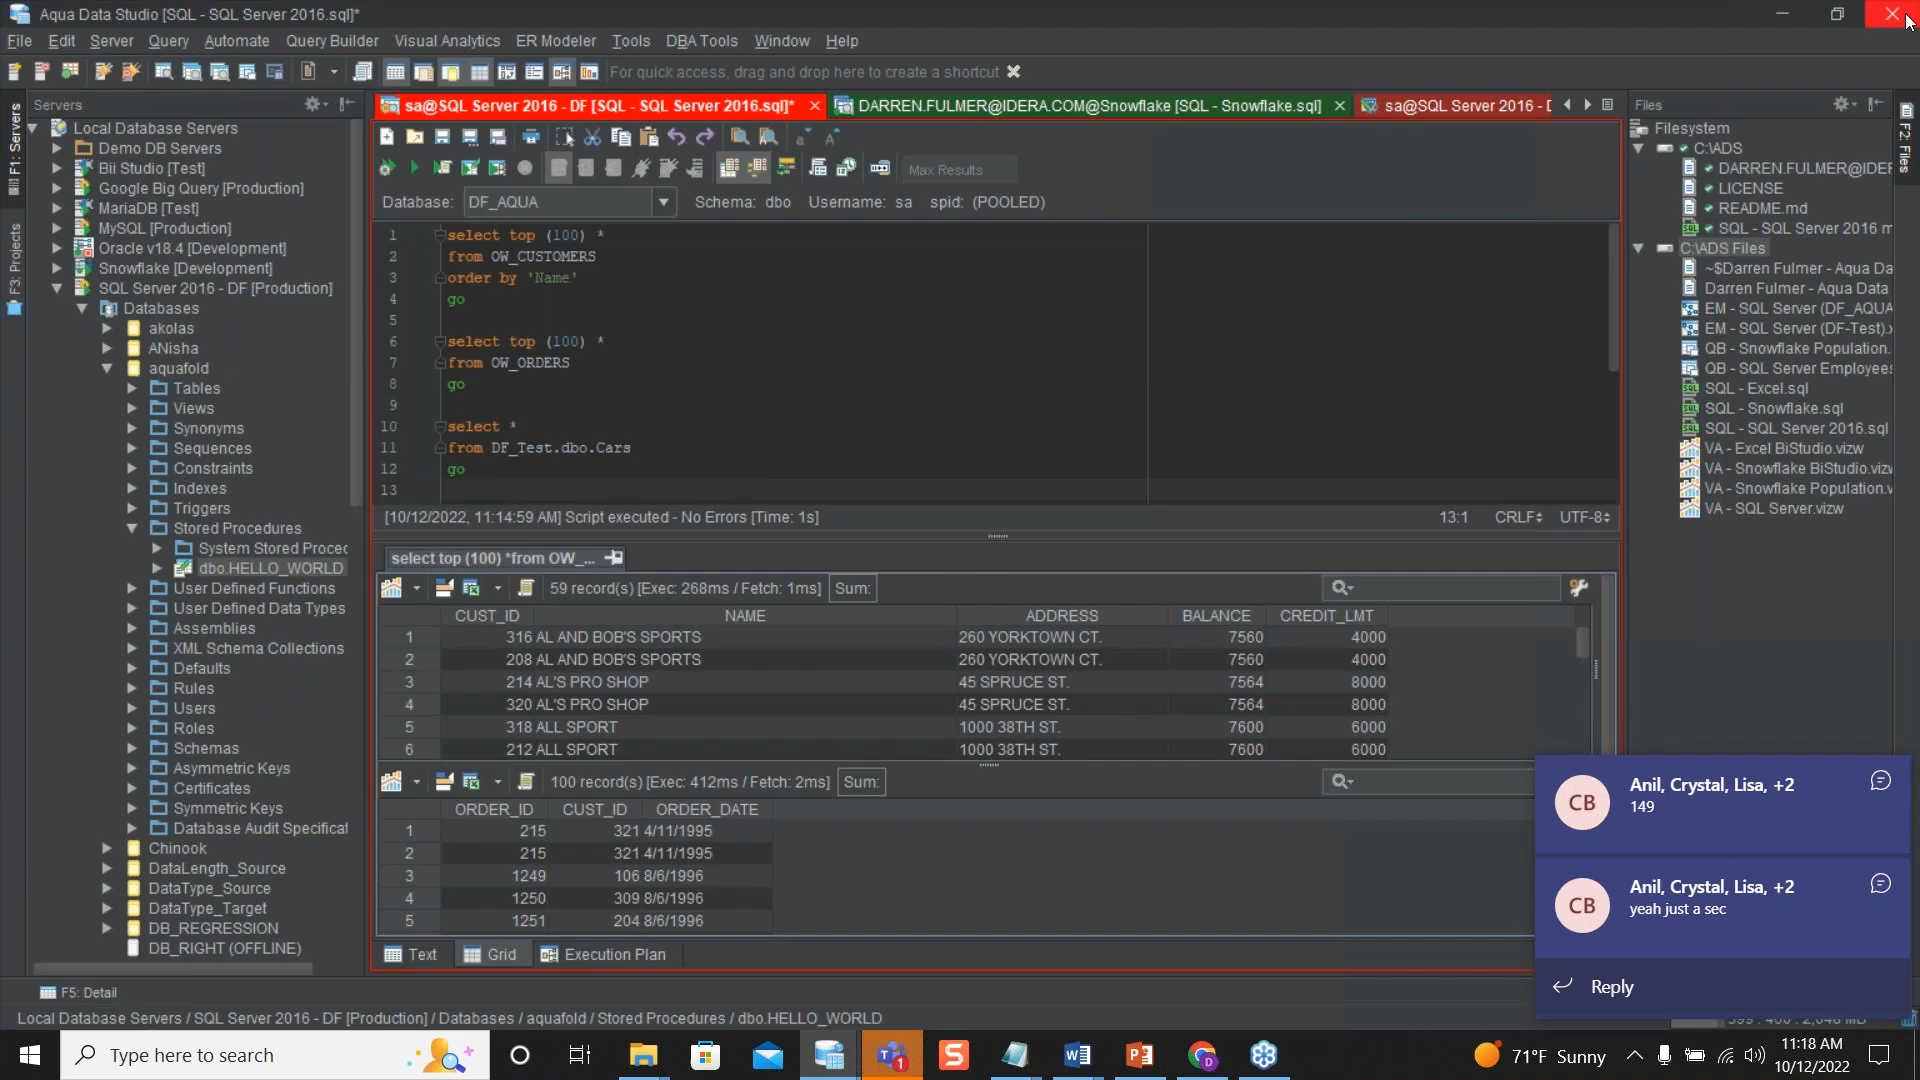 Aqua Data Studio [SQL - SQL Server 2016.sql]*
File Edit Server Query Automate Query Builder Visual Analytics ER Modeler Tools DBA Tools Window Help
For quick access, drag and drop here to create a shortcut
F1: Servers
F3: Projects
Servers
Local Database Servers
Demo DB Servers
Bii Studio [Test]
Google Big Query [Production]
MariaDB [Test]
MySQL [Production]
Oracle v18.4 [Development]
Snowflake [Development]
SQL Server 2016 - DF [Production]
Databases
akolas
ANisha
aquafold
Tables
Views
Synonyms
Sequences
Constraints
Indexes
Triggers
Stored Procedures
System Stored Procec
dbo.HELLO_WORLD
User Defined Functions
User Defined Data Types
Assemblies
XML Schema Collections
Defaults
Rules
Users
Roles
Schemas
Asymmetric Keys
Certificates
Symmetric Keys
Database Audit Specificat
Chinook
DataLength_Source
DataType_Source
DataType_Target
DB_REGRESSION
DB_RIGHT (OFFLINE)
sa@SQL Server 2016 - DF [SQL - SQL Server 2016.sql]*
DARREN.FULMER@IDERA.COM@Snowflake [SQL - Snowflake.sql]
sa@SQL Server 2016 - D
Max Results
Database: DF_AQUA Schema: dbo Username: sa spid: (POOLED)
1 select top (100) *
2 from OW_CUSTOMERS
3 order by 'Name'
4 go
5
6 select top (100) *
7 from OW_ORDERS
8 go
9
10 select *
11 from DF_Test.dbo.Cars
12 go
13
[10/12/2022, 11:14:59 AM] Script executed - No Errors [Time: 1s]
13:1 CRLF UTF-8
select top (100) *from OW_...
59 record(s) [Exec: 268ms / Fetch: 1ms] Sum:
CUST_ID NAME ADDRESS BALANCE CREDIT_LMT
1 316 AL AND BOB'S SPORTS 260 YORKTOWN CT. 7560 4000
2 208 AL AND BOB'S SPORTS 260 YORKTOWN CT. 7560 4000
3 214 AL'S PRO SHOP 45 SPRUCE ST. 7564 8000
4 320 AL'S PRO SHOP 45 SPRUCE ST. 7564 8000
5 318 ALL SPORT 1000 38TH ST. 7600 6000
6 212 ALL SPORT 1000 38TH ST. 7600 6000
100 record(s) [Exec: 412ms / Fetch: 2ms] Sum:
ORDER_ID CUST_ID ORDER_DATE
1 215 321 4/11/1995
2 215 321 4/11/1995
3 1249 106 8/6/1996
4 1250 309 8/6/1996
5 1251 204 8/6/1996
Text Grid Execution Plan
Files
F2: Files
Filesystem
C:\ADS
DARREN.FULMER@IDER
LICENSE
README.md
SQL - SQL Server 2016 m
C:\ADS Files
~$Darren Fulmer - Aqua Da
Darren Fulmer - Aqua Data
EM - SQL Server (DF_AQUA
EM - SQL Server (DF-Test).x
QB - Snowflake Population.
QB - SQL Server Employees
SQL - Excel.sql
SQL - Snowflake.sql
SQL - SQL Server 2016.sql
VA - Excel BiStudio.vizw
VA - Snowflake BiStudio.vizw
VA - Snowflake Population.v
VA - SQL Server.vizw
CB
Anil, Crystal, Lisa, +2
149
CB
Anil, Crystal, Lisa, +2
yeah just a sec
Reply
F5: Detail
Local Database Servers / SQL Server 2016 - DF [Production] / Databases / aquafold / Stored Procedures / dbo.HELLO_WORLD
Type here to search
1
71°F Sunny
11:18 AM
10/12/2022